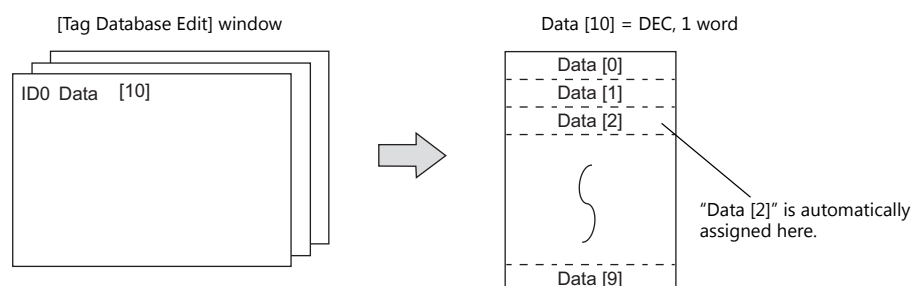 [Tag Database Edit] window
ID0 Data [10]
Data [10] = DEC, 1 word
Data [0]
Data [1]
Data [2]
"Data [2]" is automatically
assigned here.
Data [9]